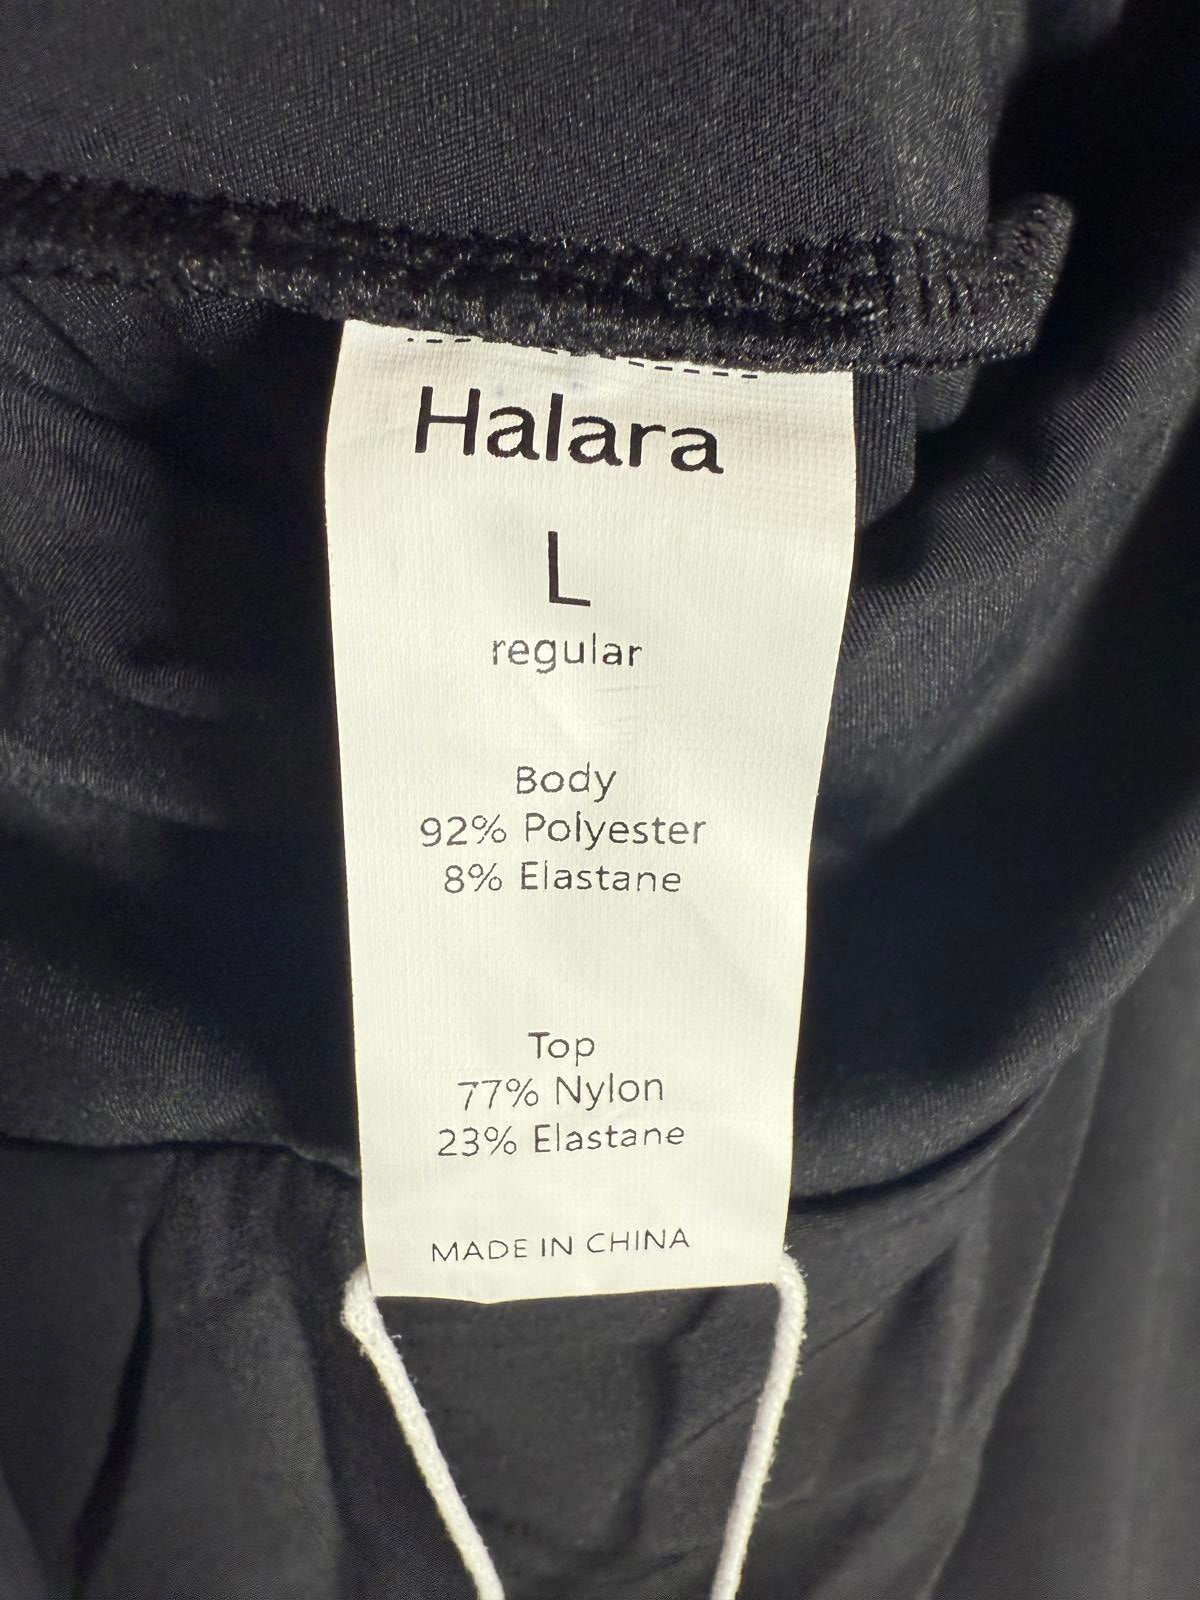 Halara
L
regular
Body
92% Polyester
8% Elastane
Top
77% Nylon
23% Elastane
MADE IN CHINA